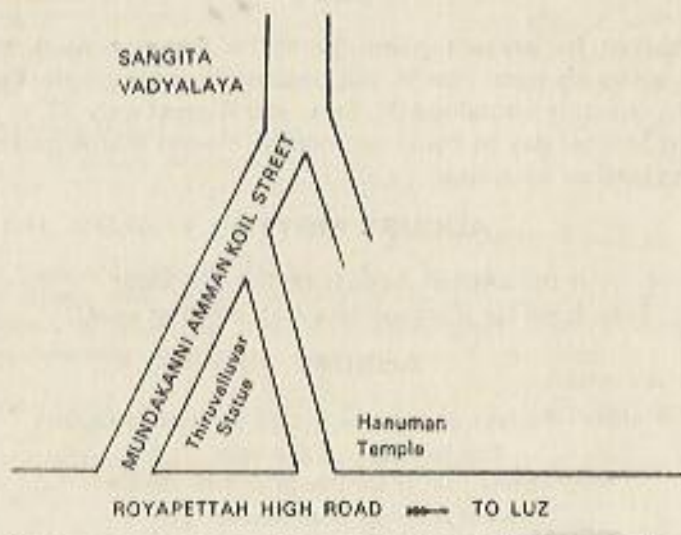 SANGITA
VADYALAYA
MUNDAKANNI AMMAN KOIL STREET
Thiruvalluvar
Statue
Hanuman
Temple
ROYAPETTAH HIGH ROAD TO LUZ